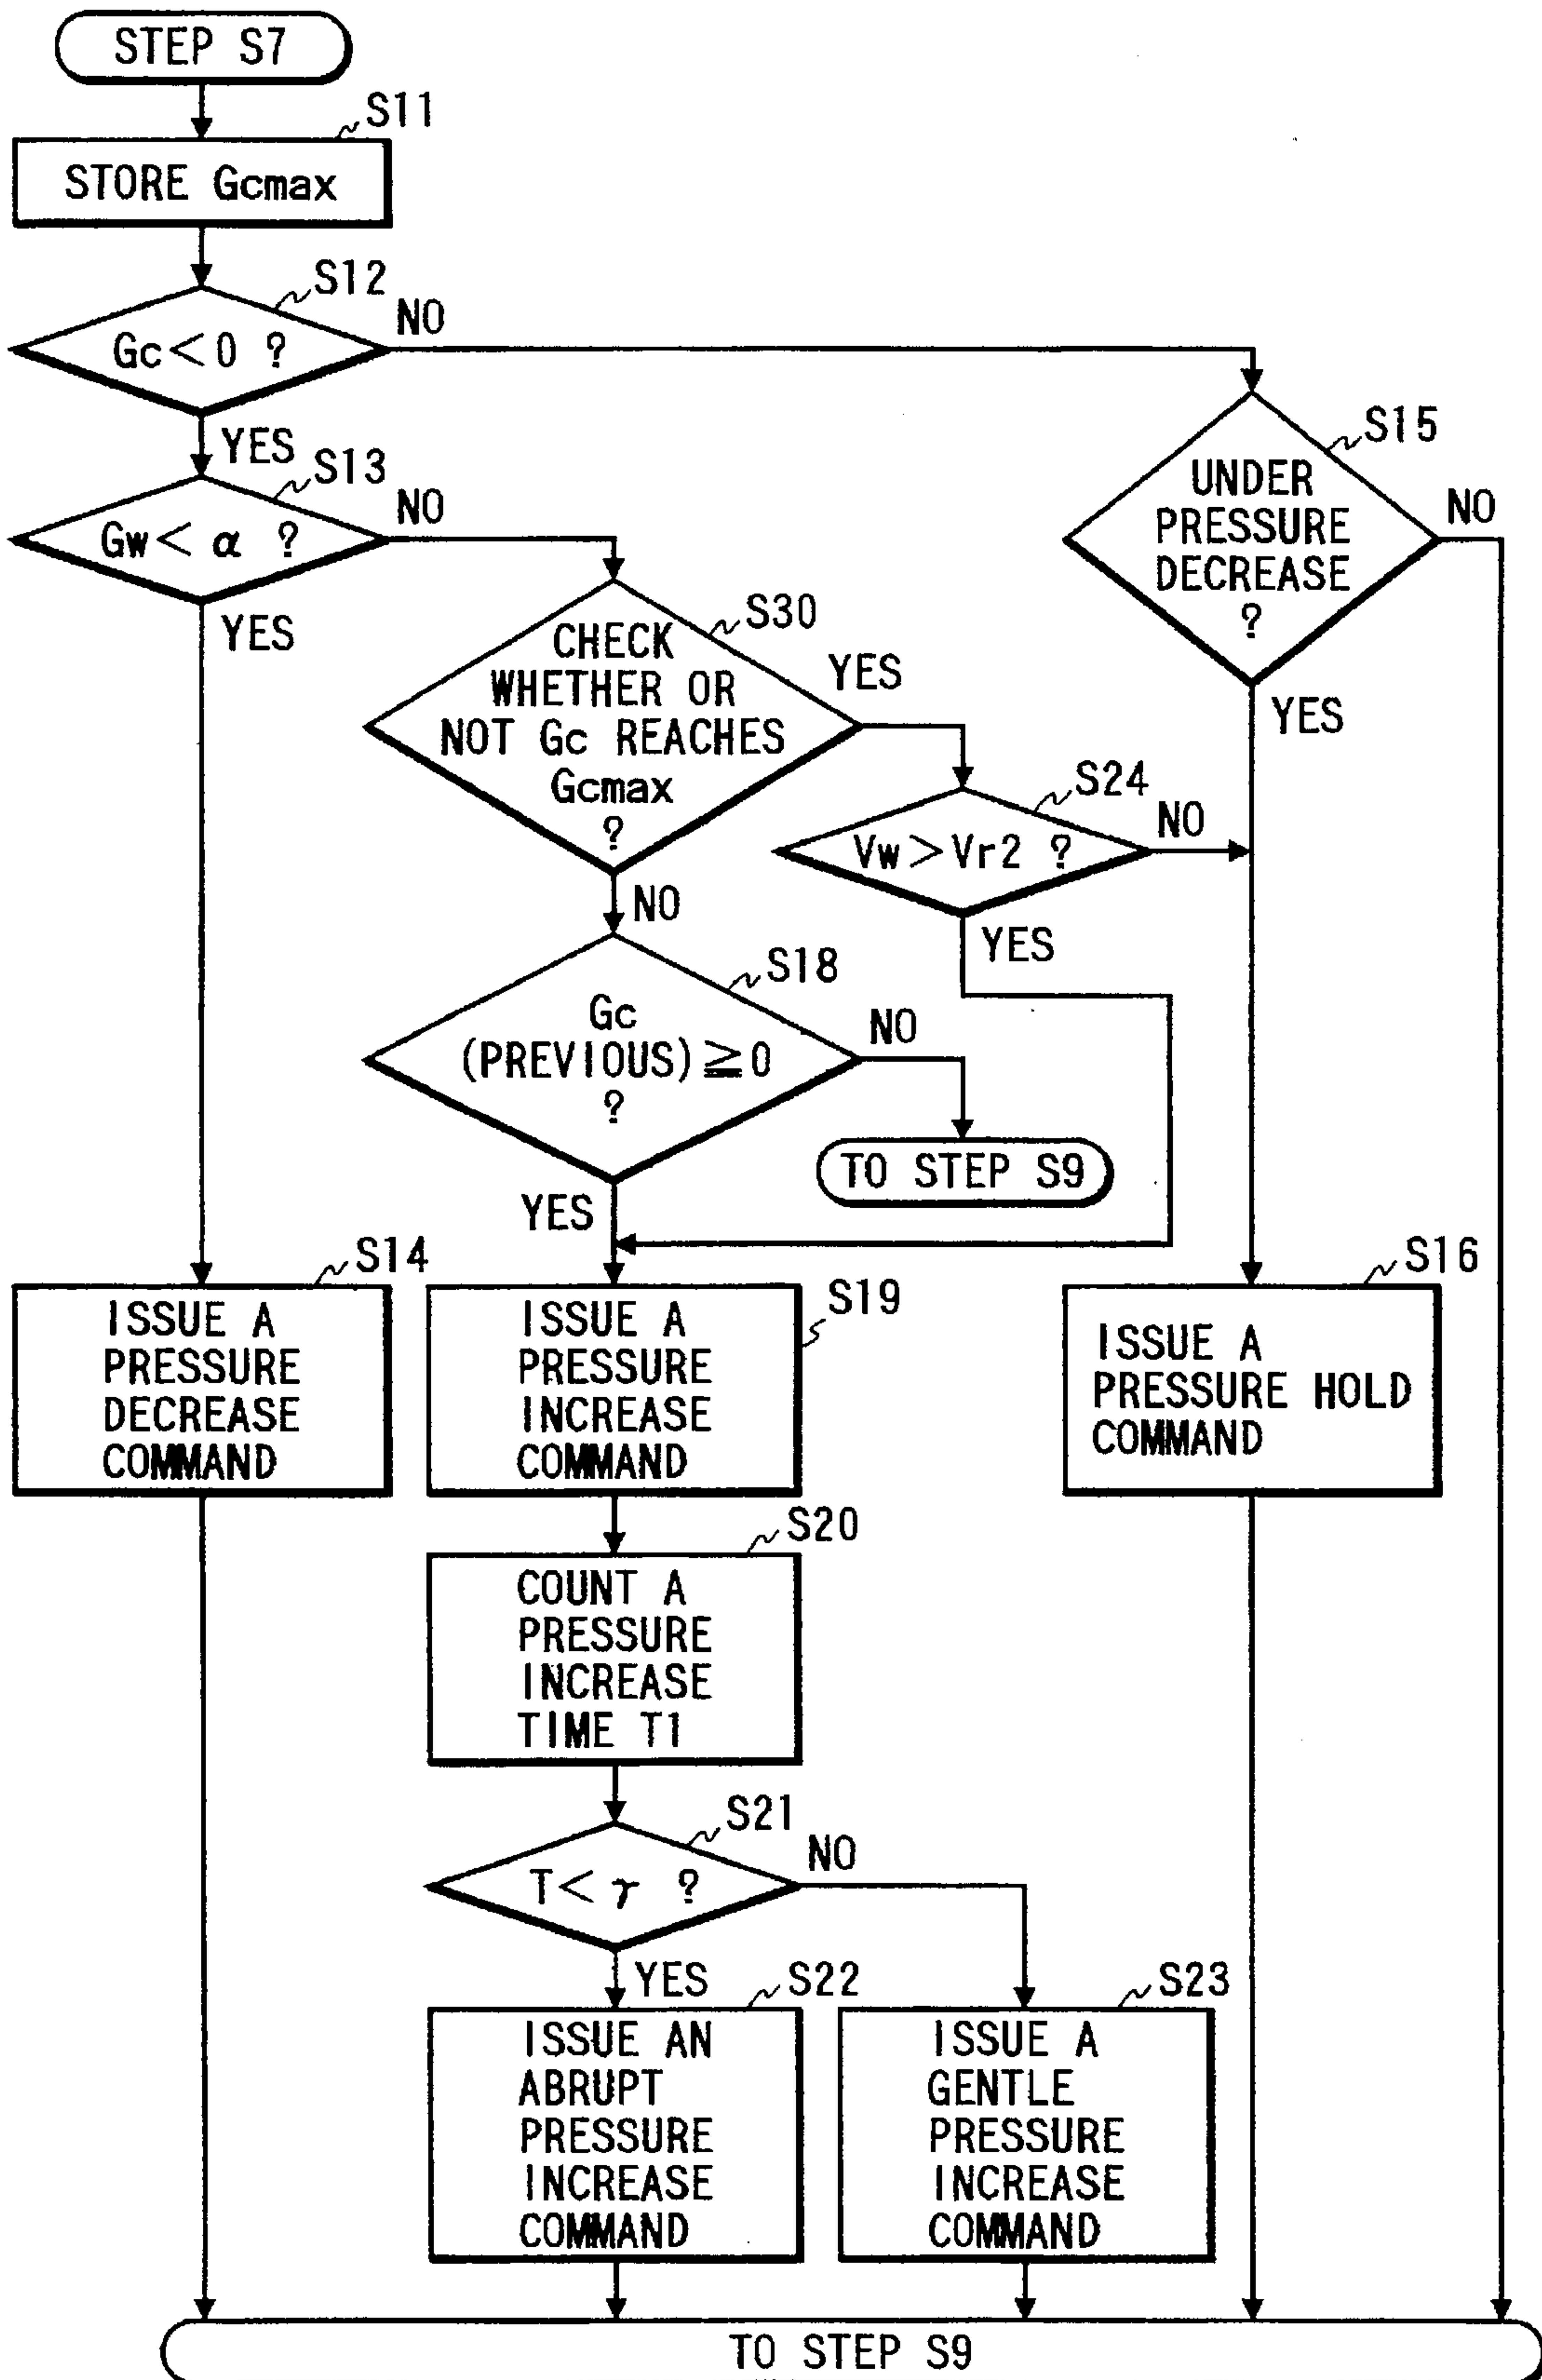 STEP S7
S11
STORE Gcmax
S12
Gc<0 ?
NO
YES
S13
Gw< α ?
NO
YES
S15
UNDER
PRESSURE
DECREASE
?
NO
YES
S30
CHECK
WHETHER OR
NOT Gc REACHES
Gcmax
?
YES
NO
S24
Vw>Vr2 ?
NO
YES
S18
Gc
(PREVIOUS)≧0
?
NO
YES
TO STEP S9
S14
ISSUE A
PRESSURE
DECREASE
COMMAND
S19
ISSUE A
PRESSURE
INCREASE
COMMAND
S16
ISSUE A
PRESSURE HOLD
COMMAND
S20
COUNT A
PRESSURE
INCREASE
TIME T1
S21
T< γ ?
NO
YES
S22
ISSUE AN
ABRUPT
PRESSURE
INCREASE
COMMAND
S23
ISSUE A
GENTLE
PRESSURE
INCREASE
COMMAND
TO STEP S9